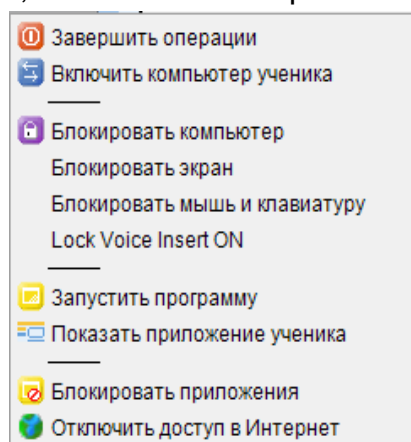 Завершить операции
Включить компьютер ученика
Блокировать компьютер
Блокировать экран
Блокировать мышь и клавиатуру
Lock Voice Insert ON
Запустить программу
Показать приложение ученика
Блокировать приложения
Отключить доступ в Интернет